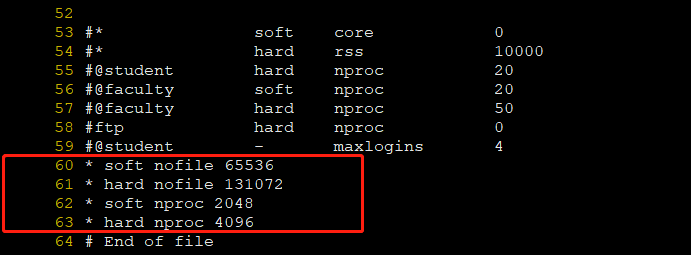 52
53 #* soft core 0
54 #* hard rss 10000
55 #@student hard nproc 20
56 #@faculty soft nproc 20
57 #@faculty hard nproc 50
58 #ftp hard nproc 0
59 #@student - maxlogins 4
60 * soft nofile 65536
61 * hard nofile 131072
62 * soft nproc 2048
63 * hard nproc 4096
64 # End of file